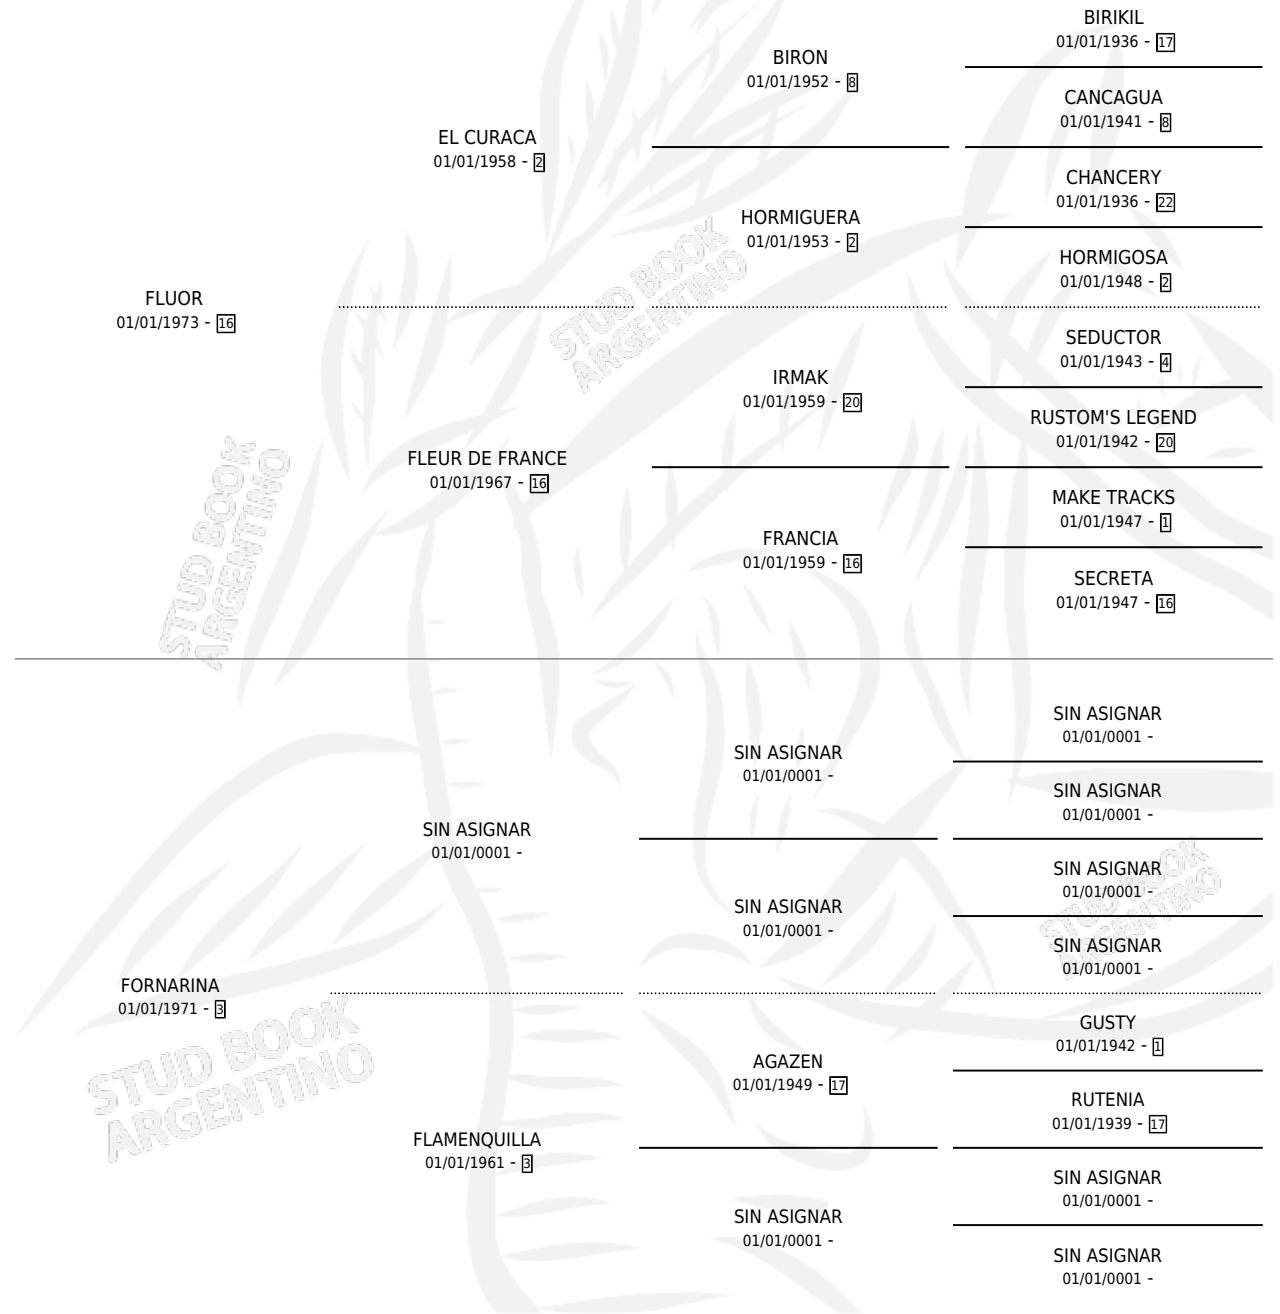 BIRIKIL
01/01/1936 - 17
BIRON
01/01/1952 - 8
CANCAGUA
01/01/1941 - 8
EL CURACA
01/01/1958 - 2
CHANCERY
01/01/1936 - 22
HORMIGUERA
01/01/1953 - 2
HORMIGOSA
01/01/1948 - 2
FLUOR
01/01/1973 - 16
SEDUCTOR
01/01/1943 - 4
IRMAK
01/01/1959 - 20
RUSTOM'S LEGEND
01/01/1942 - 20
FLEUR DE FRANCE
01/01/1967 - 16
MAKE TRACKS
01/01/1947 - 1
FRANCIA
01/01/1959 - 16
SECRETA
01/01/1947 - 16
STUD BOOK
ARGENTINO
STUD BOOK
ARGENTINO
SIN ASIGNAR
01/01/0001 -
SIN ASIGNAR
01/01/0001 -
SIN ASIGNAR
01/01/0001 -
SIN ASIGNAR
01/01/0001 -
SIN ASIGNAR
01/01/0001 -
SIN ASIGNAR
01/01/0001 -
SIN ASIGNAR
01/01/0001 -
FORNARINA
01/01/1971 - 3
GUSTY
01/01/1942 - 1
AGAZEN
01/01/1949 - 17
RUTENIA
01/01/1939 - 17
FLAMENQUILLA
01/01/1961 - 3
SIN ASIGNAR
01/01/0001 -
SIN ASIGNAR
01/01/0001 -
SIN ASIGNAR
01/01/0001 -
STUD BOOK
ARGENTINO
STUD BOOK
ARGENTINO